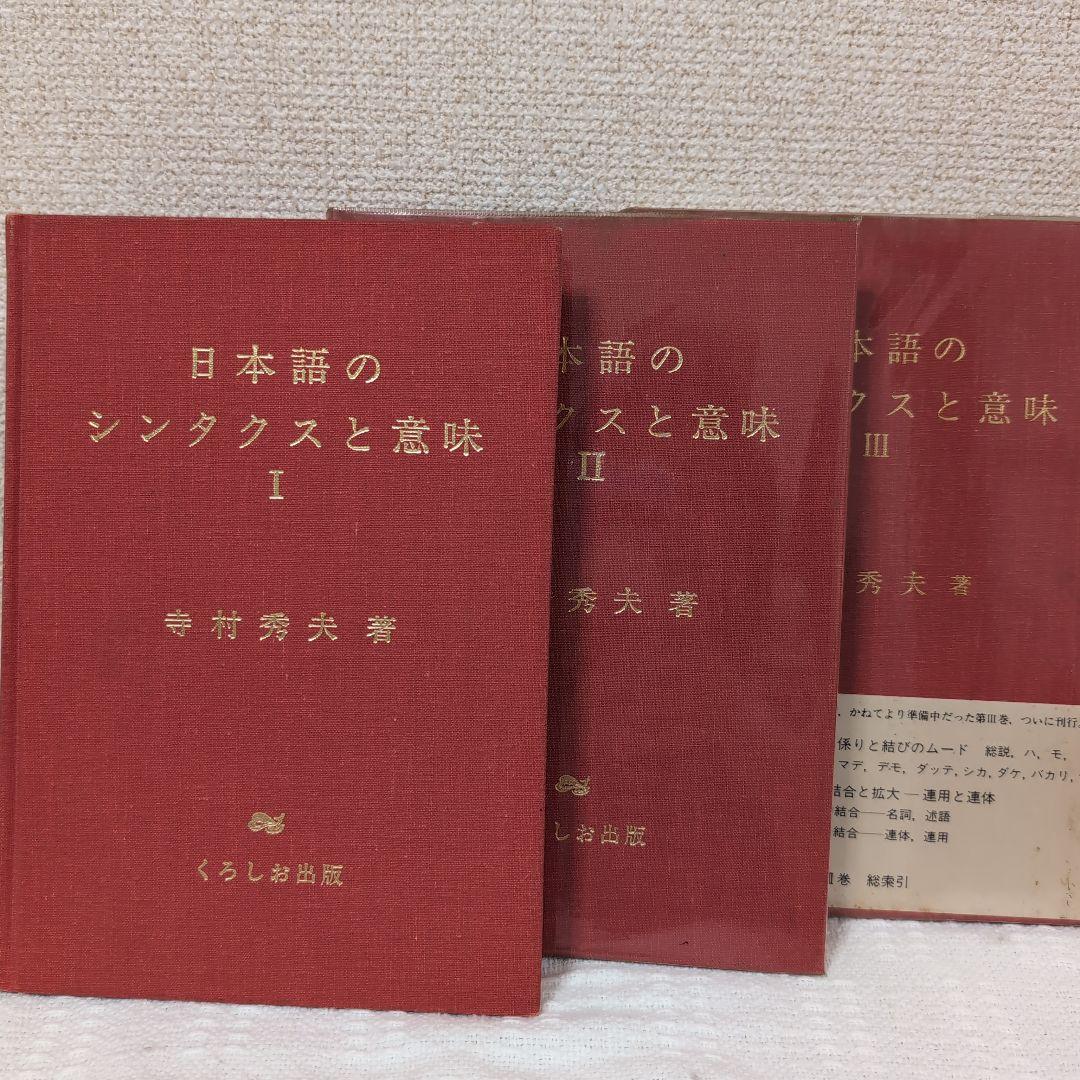 日本語の
シンタクスと意味
I
寺村秀夫 著
くろしお出版
本語の
クスと意味
II
秀夫 著
しお出版
本語の
クスと意味
III
秀夫 著
、かねてより準備中だった第III巻、ついに刊行。
係りと結びのムード 総説, ハ, モ,
マデ, デモ, ダッテ, シカ, ダケ, バカリ,
結合と拡大―連用と連体
結合――名詞, 述語
結合――連体, 連用
巻 総索引